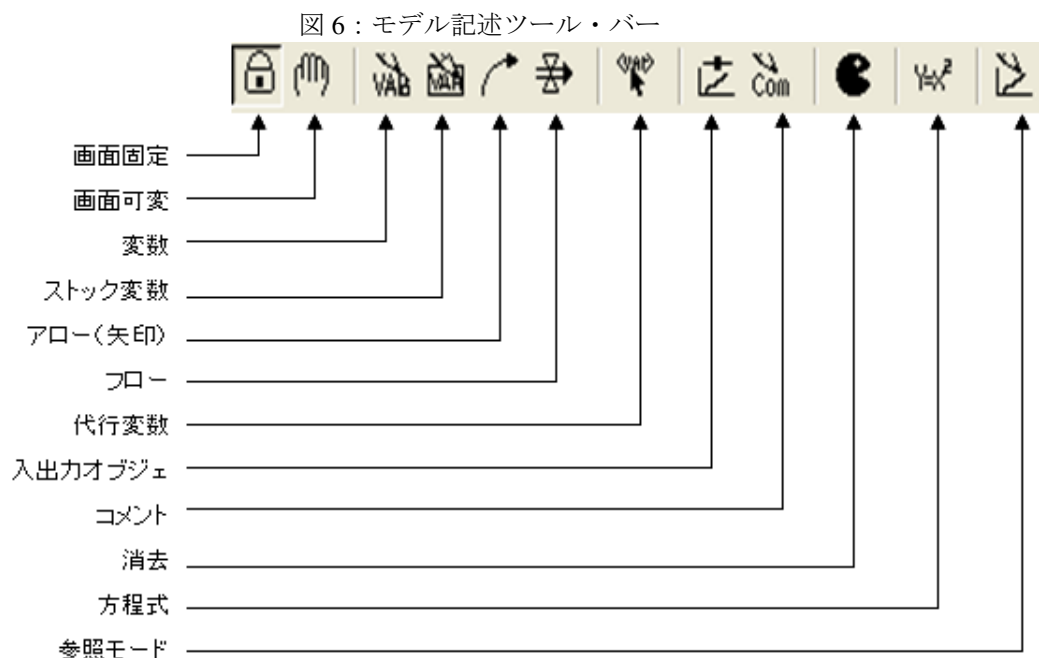 図 6：モデル記述ツール・バー
VAB VAR VAR Com Y=X²
画面固定
画面可変
変数
ストック変数
アロー(矢印)
フロー
代行変数
入出力オブジェ
コメント
消去
方程式
参照モード